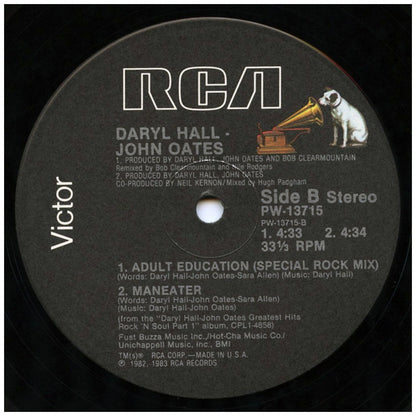 RCA
DARYL HALL -
JOHN OATES
1. PRODUCED BY DARYL HALL, JOHN OATES AND BOB CLEARMOUNTAIN
Remixed by Bob Clearmountain and Nile Rodgers
2. PRODUCED BY DARYL HALL, JOHN OATES
CO-PRODUCED BY NEIL KERNON/Mixed by Hugh Padgham
Victor
Side B Stereo
PW-13715
PW-13715-B
1. 4:33 2. 4:34
33⅓ RPM
1. ADULT EDUCATION (SPECIAL ROCK MIX)
(Words: Daryl Hall-John Oates-Sara Allen) (Music: Daryl Hall)
2. MANEATER
(Words: Daryl Hall-John Oates-Sara Allen)
(Music: Daryl Hall-John Oates)
(from the "Daryl Hall-John Oates Greatest Hits
Rock 'N Soul Part 1" album, CPL1-4858)
Fust Buzza Music Inc./Hot-Cha Music Co./
Unichappell Music, Inc., BMI
TM(s)® RCA CORP.—MADE IN U.S.A.
℗ 1982, 1983 RCA RECORDS